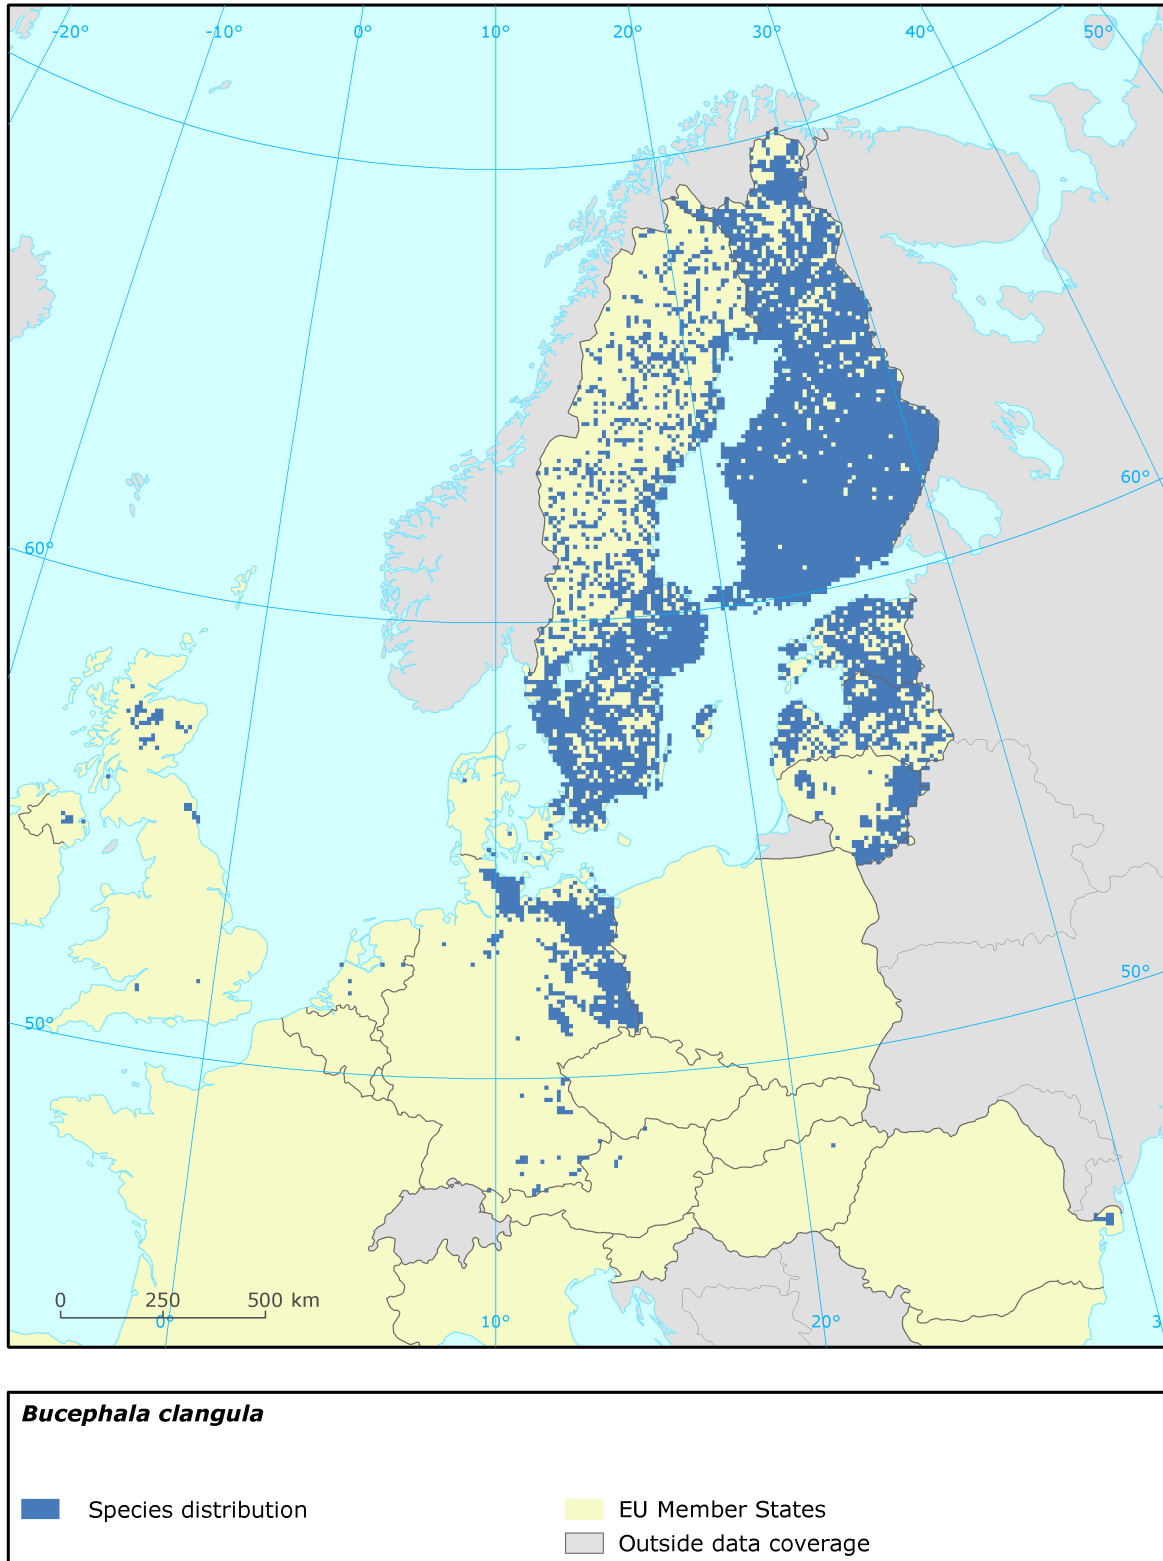 -20° -10° 0° 10° 20° 30° 40° 50°
60°
60°
50°
50°
0 250 500 km
0° 10° 20° 3
Bucephala clangula
Species distribution
EU Member States
Outside data coverage